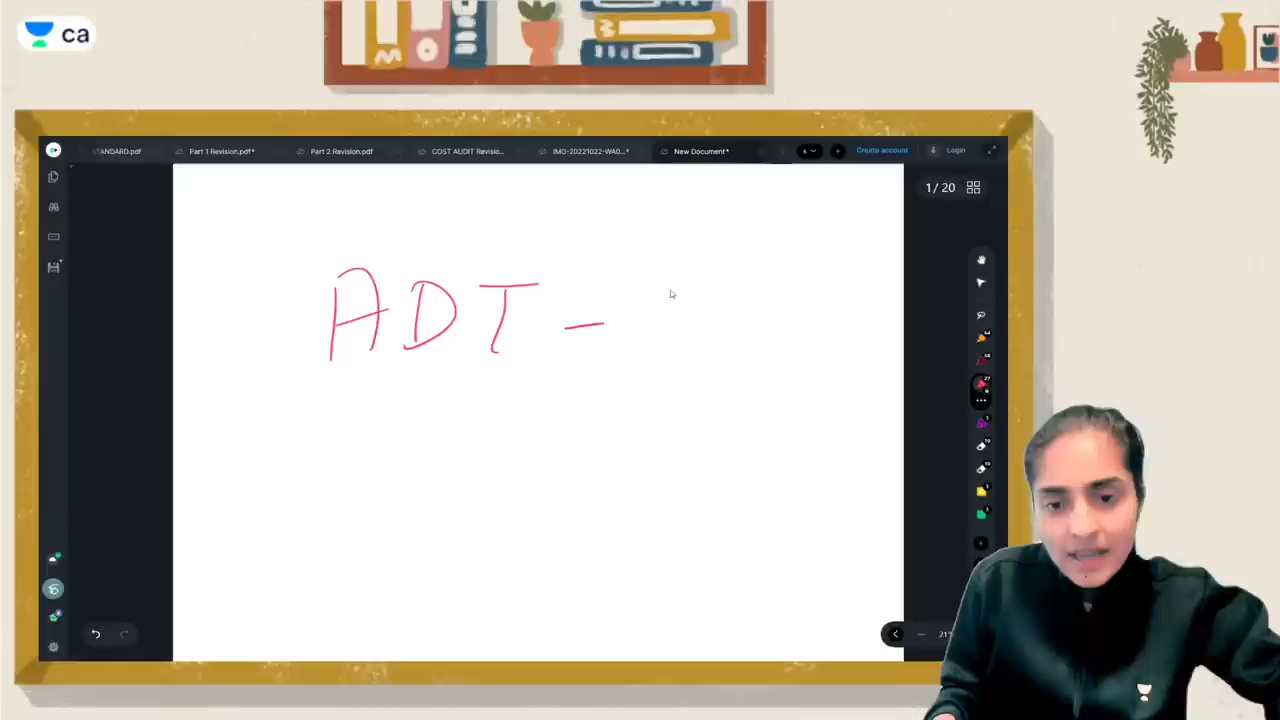 ca
STANDARD.pdf
Part 1 Revision.pdf*
Part 2 Revision.pdf
COST AUDIT Revisio...
IMG-20221022-WA0...*
New Document*
Create account
Login
1/20
ADT -